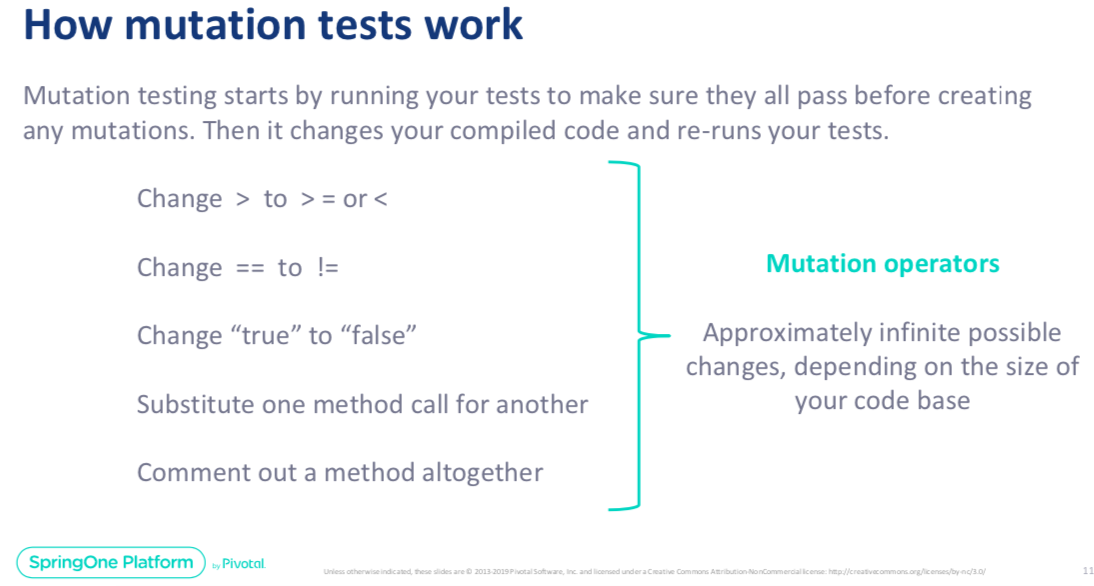 How mutation tests work
Mutation testing starts by running your tests to make sure they all pass before creating
any mutations. Then it changes your compiled code and re-runs your tests.
Change > to > = or <
Change == to !=
Change “true” to “false”
Substitute one method call for another
Comment out a method altogether
Mutation operators
Approximately infinite possible
changes, depending on the size of
your code base
SpringOne Platform by Pivotal
Unless otherwise indicated, these slides are © 2013-2019 Pivotal Software, Inc. and licensed under a Creative Commons Attribution-NonCommercial license: http://creativecommons.org/licenses/by-nc/3.0/
11